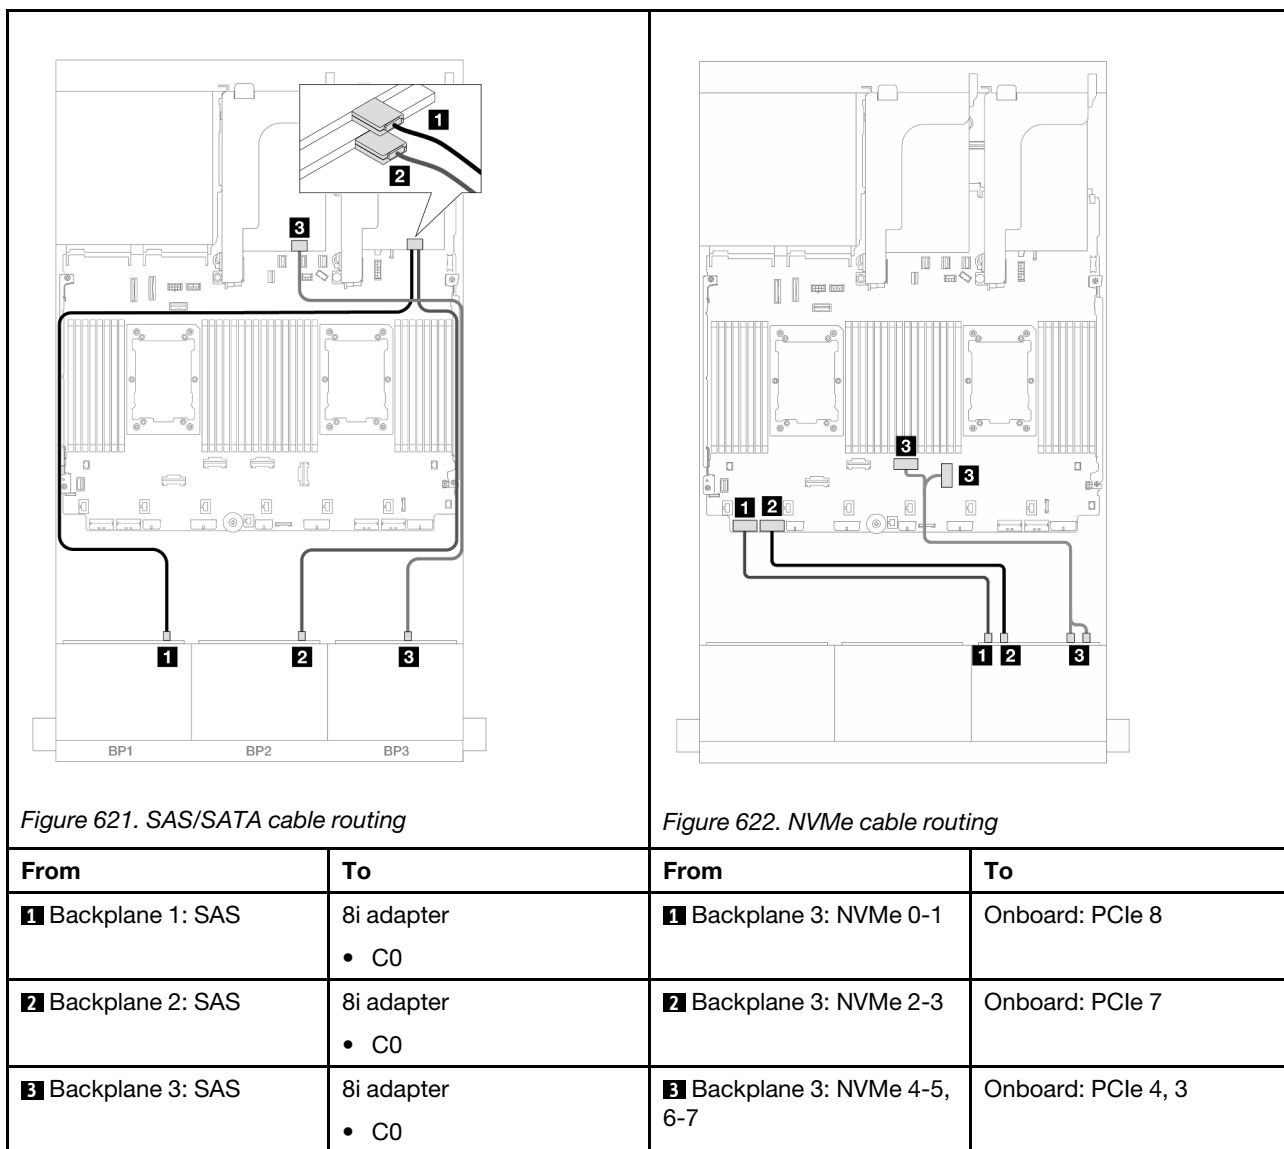 1
2
3
1
2
3
BP1
BP2
BP3
Figure 621. SAS/SATA cable routing
3
3
1
2
1
2
3
Figure 622. NVMe cable routing
From
To
From
To
1 Backplane 1: SAS
8i adapter
• C0
1 Backplane 3: NVMe 0-1
Onboard: PCIe 8
2 Backplane 2: SAS
8i adapter
• C0
2 Backplane 3: NVMe 2-3
Onboard: PCIe 7
3 Backplane 3: SAS
8i adapter
• C0
3 Backplane 3: NVMe 4-5,
6-7
Onboard: PCIe 4, 3